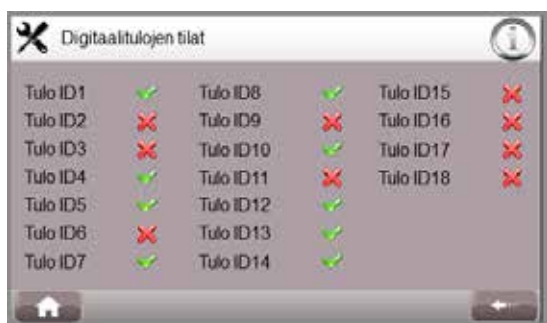 Digitaalitulojen tilat
Tulo ID1 Tulo ID8 Tulo ID15
Tulo ID2 Tulo ID9 Tulo ID16
Tulo ID3 Tulo ID10 Tulo ID17
Tulo ID4 Tulo ID11 Tulo ID18
Tulo ID5 Tulo ID12
Tulo ID6 Tulo ID13
Tulo ID7 Tulo ID14